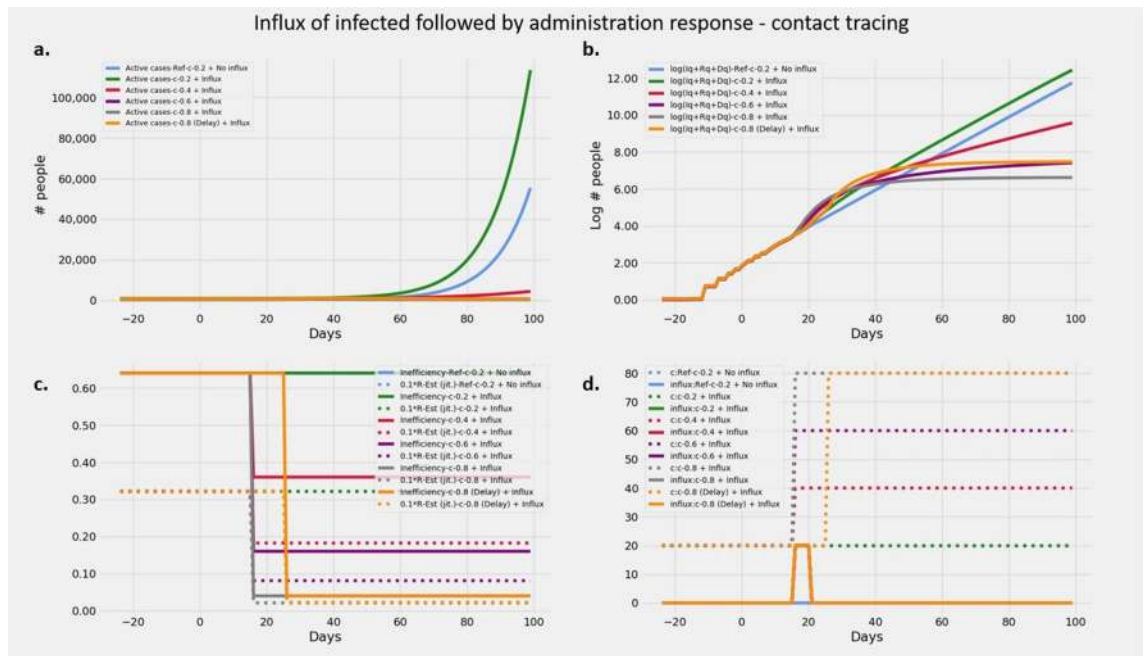 Influx of infected followed by administration response - contact tracing
a.
Active cases-Ref-c-0.2 + No influx
Active cases-c-0.2 + Influx
Active cases-c-0.4 + Influx
Active cases-c-0.6 + Influx
Active cases-c-0.8 + Influx
Active cases-c-0.8 (Delay) + Influx
# people
100,000
80,000
60,000
40,000
20,000
0
−20 0 20 40 60 80 100
Days
b.
log(Iq+Rq+Dq)-Ref-c-0.2 + No influx
log(Iq+Rq+Dq)-c-0.2 + Influx
log(Iq+Rq+Dq)-c-0.4 + Influx
log(Iq+Rq+Dq)-c-0.6 + Influx
log(Iq+Rq+Dq)-c-0.8 + Influx
log(Iq+Rq+Dq)-c-0.8 (Delay) + Influx
Log # people
12.00
10.00
8.00
6.00
4.00
2.00
0.00
−20 0 20 40 60 80 100
Days
c.
Inefficiency-Ref-c-0.2 + No influx
0.1*R-Est (jit.)-Ref-c-0.2 + No influx
Inefficiency-c-0.2 + Influx
0.1*R-Est (jit.)-c-0.2 + Influx
Inefficiency-c-0.4 + Influx
0.1*R-Est (jit.)-c-0.4 + Influx
Inefficiency-c-0.6 + Influx
0.1*R-Est (jit.)-c-0.6 + Influx
Inefficiency-c-0.8 + Influx
0.1*R-Est (jit.)-c-0.8 + Influx
Inefficiency-c-0.8 (Delay) + Influx
0.1*R-Est (jit.)-c-0.8 (Delay) + Influx
0.60
0.50
0.40
0.30
0.20
0.10
0.00
−20 0 20 40 60 80 100
Days
d.
c:Ref-c-0.2 + No influx
influx:Ref-c-0.2 + No influx
c:c-0.2 + Influx
influx:c-0.2 + Influx
c:c-0.4 + Influx
influx:c-0.4 + Influx
c:c-0.6 + Influx
influx:c-0.6 + Influx
c:c-0.8 + Influx
influx:c-0.8 + Influx
c:c-0.8 (Delay) + Influx
influx:c-0.8 (Delay) + Influx
80
70
60
50
40
30
20
10
0
−20 0 20 40 60 80 100
Days